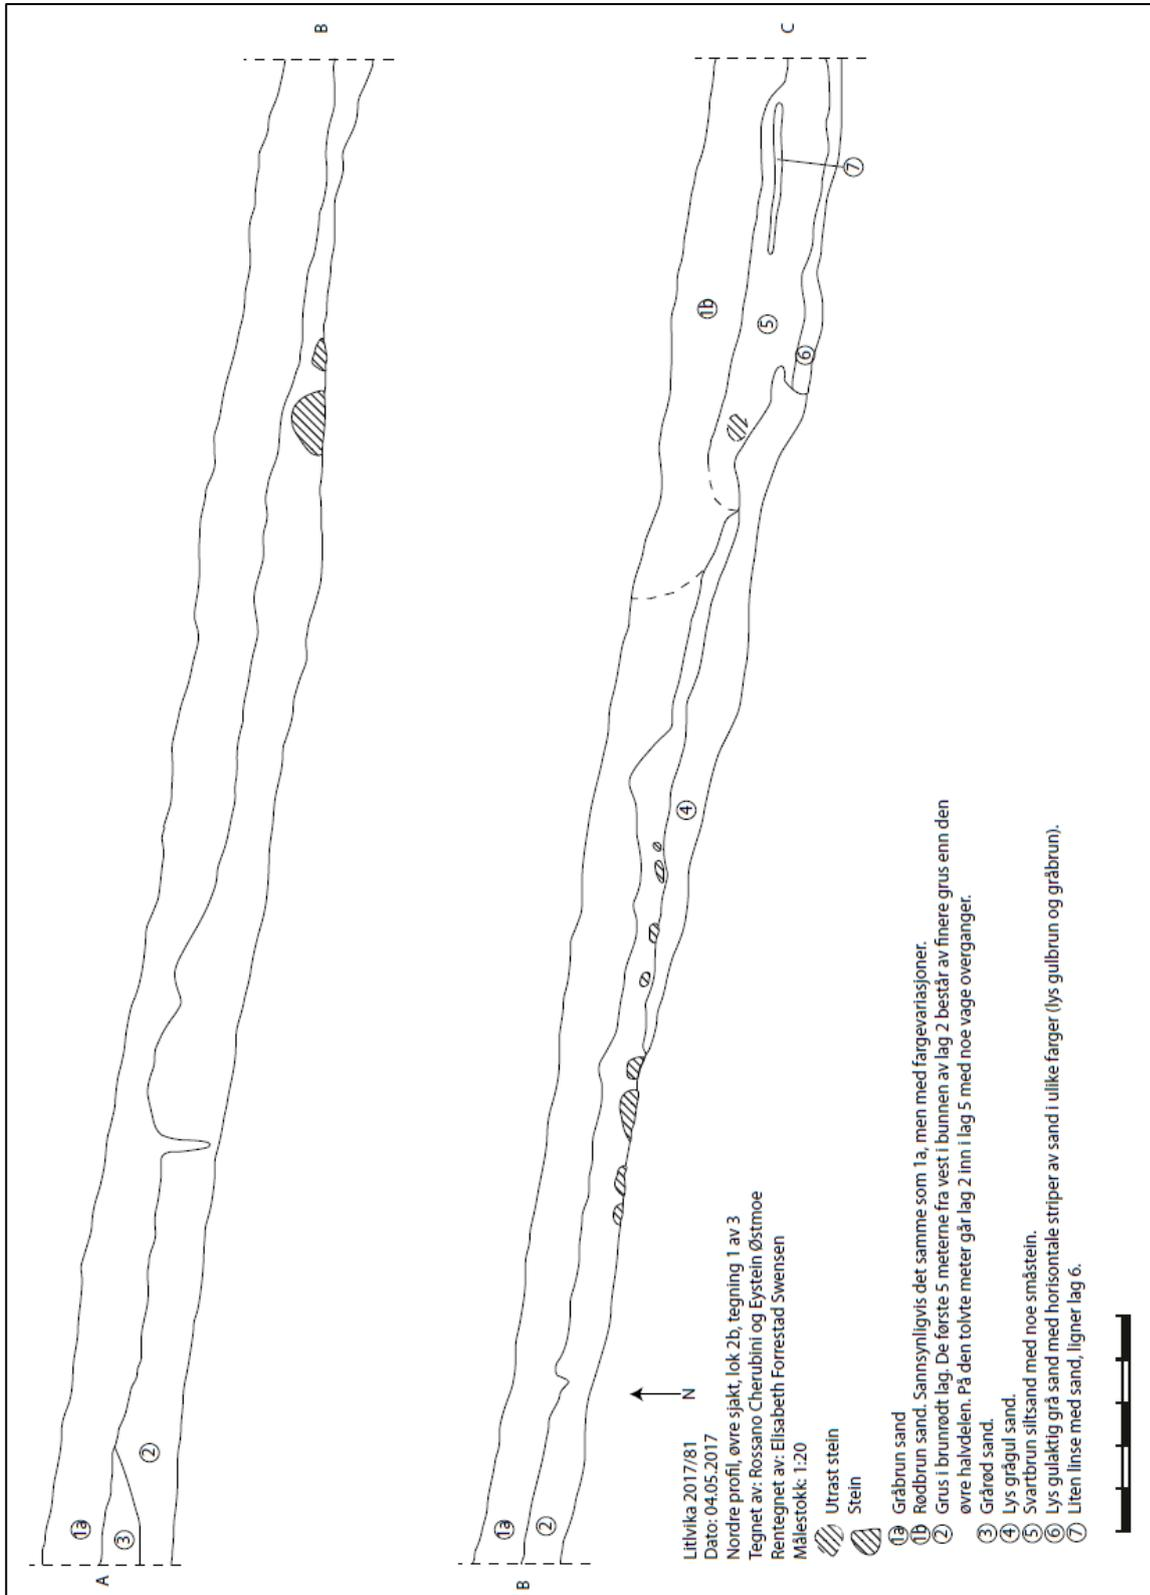 A
B
1a
3
2
B
C
1a
2
1b
5
4
6
7
N
Litlvika 2017/81
Dato: 04.05.2017
Nordre profil, øvre sjakt, lok 2b, tegning 1 av 3
Tegnet av: Rossano Cherubini og Eystein Østmoe
Rentegnet av: Elisabeth Forrestad Swensen
Målestokk: 1:20
Utrast stein
Stein
1a Gråbrun sand
1b Rødbrun sand. Sannsynligvis det samme som 1a, men med fargevariasjoner.
2 Grus i brunrødt lag. De første 5 meterne fra vest i bunnen av lag 2 består av finere grus enn den
øvre halvdelen. På den tolvte meter går lag 2 inn i lag 5 med noe vage overganger.
3 Grårød sand.
4 Lys grågul sand.
5 Svartbrun siltsand med noe småstein.
6 Lys gulaktig grå sand med horisontale striper av sand i ulike farger (lys gulbrun og gråbrun).
7 Liten linse med sand, ligner lag 6.